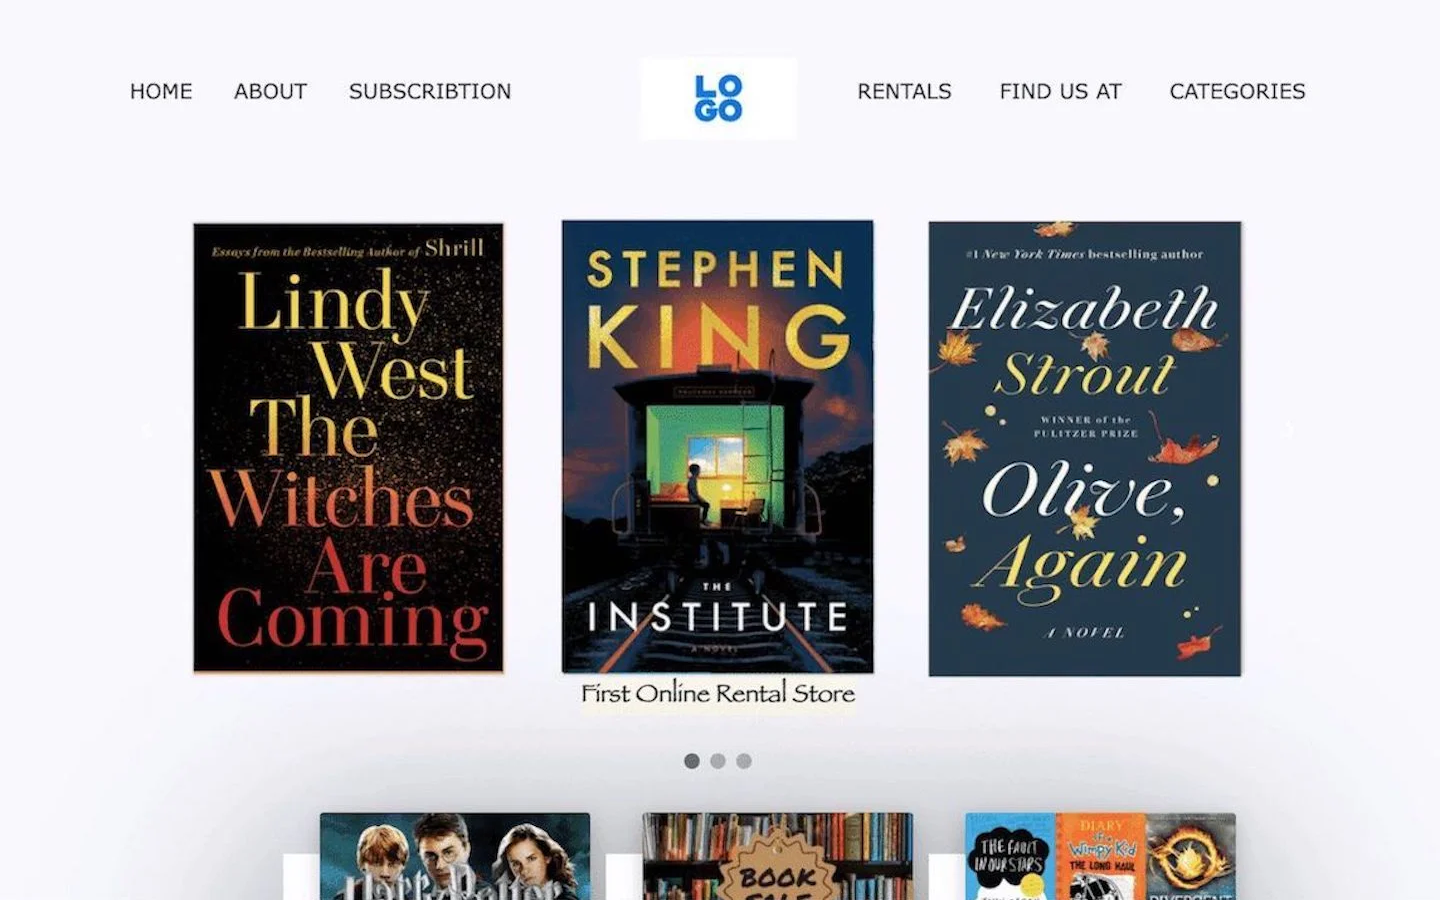 HOME ABOUT SUBSCRIBTION
LO
GO
RENTALS FIND US AT CATEGORIES
Essays from the Bestselling Author of Shrill
Lindy
West
The
Witches
Are
Coming
STEPHEN
KING
THE
INSTITUTE
A NOVEL
#1 New York Times bestselling author
Elizabeth
Strout
WINNER of the
PULITZER PRIZE
Olive,
Again
A NOVEL
First Online Rental Store
Harry Potter
BOOK
SALE
THE FAULT
IN OUR STARS
DIARY
of a
Wimpy Kid
THE LONG HAUL
DIVERGENT